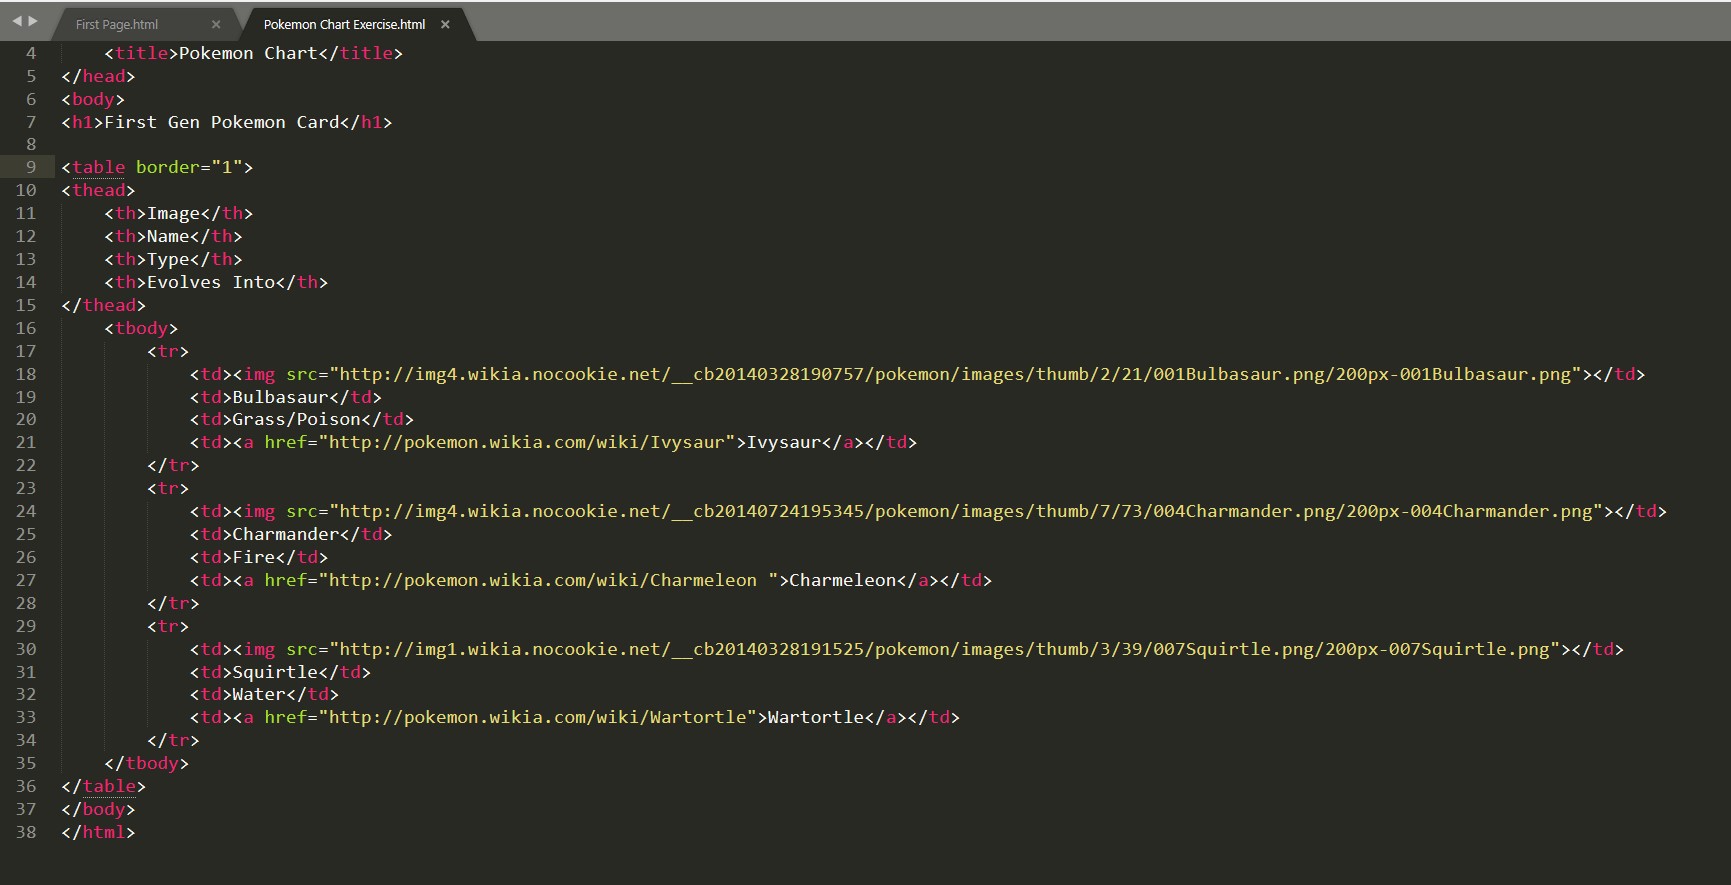 First Page.html × Pokemon Chart Exercise.html ×
4 <title>Pokemon Chart</title>
5 </head>
6 <body>
7 <h1>First Gen Pokemon Card</h1>
8
9 <table border="1">
10 <thead>
11 <th>Image</th>
12 <th>Name</th>
13 <th>Type</th>
14 <th>Evolves Into</th>
15 </thead>
16 <tbody>
17 <tr>
18 <td><img src="http://img4.wikia.nocookie.net/__cb20140328190757/pokemon/images/thumb/2/21/001Bulbasaur.png/200px-001Bulbasaur.png"></td>
19 <td>Bulbasaur</td>
20 <td>Grass/Poison</td>
21 <td><a href="http://pokemon.wikia.com/wiki/Ivysaur">Ivysaur</a></td>
22 </tr>
23 <tr>
24 <td><img src="http://img4.wikia.nocookie.net/__cb20140724195345/pokemon/images/thumb/7/73/004Charmander.png/200px-004Charmander.png"></td>
25 <td>Charmander</td>
26 <td>Fire</td>
27 <td><a href="http://pokemon.wikia.com/wiki/Charmeleon ">Charmeleon</a></td>
28 </tr>
29 <tr>
30 <td><img src="http://img1.wikia.nocookie.net/__cb20140328191525/pokemon/images/thumb/3/39/007Squirtle.png/200px-007Squirtle.png"></td>
31 <td>Squirtle</td>
32 <td>Water</td>
33 <td><a href="http://pokemon.wikia.com/wiki/Wartortle">Wartortle</a></td>
34 </tr>
35 </tbody>
36 </table>
37 </body>
38 </html>